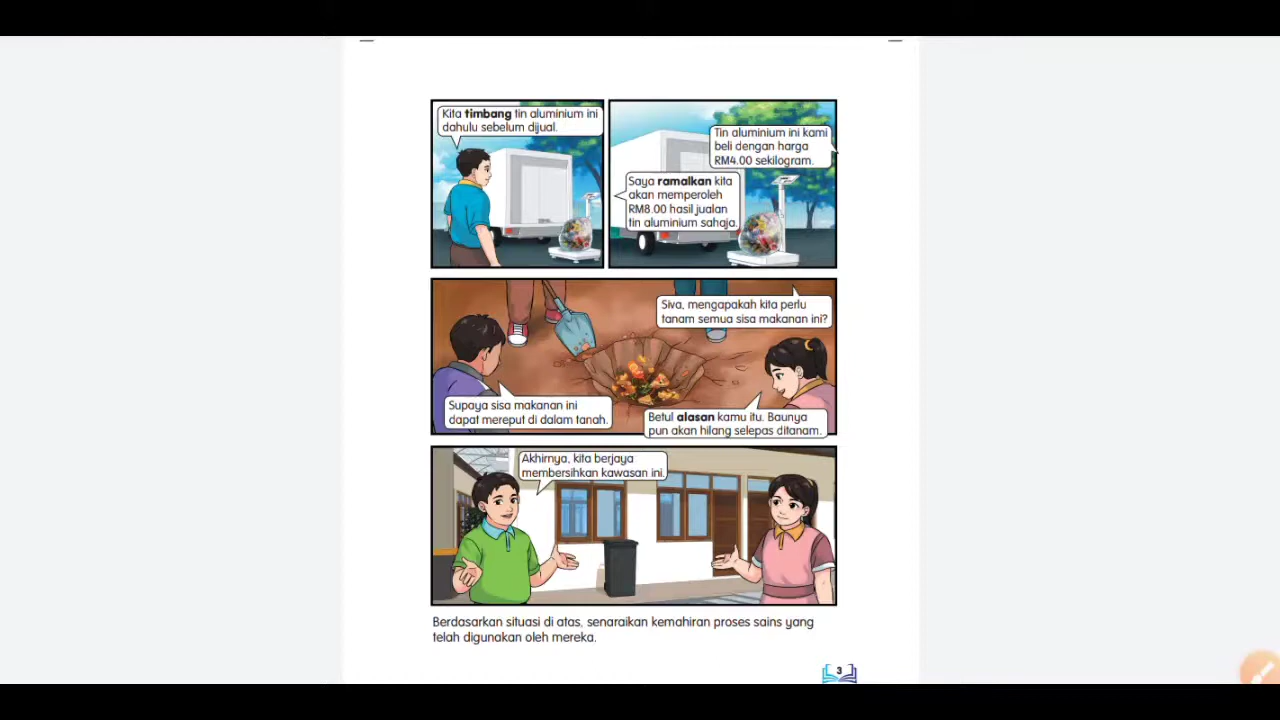 Kita timbang tin aluminium ini
dahulu sebelum dijual.
Tin aluminium ini kami
beli dengan harga
RM4.00 sekilogram.
Saya ramalkan kita
akan memperoleh
RM8.00 hasil jualan
tin aluminium sahaja.
Siva, mengapakah kita perlu
tanam semua sisa makanan ini?
Supaya sisa makanan ini
dapat mereput di dalam tanah.
Betul alasan kamu itu. Baunya
pun akan hilang selepas ditanam.
Akhirnya, kita berjaya
membersihkan kawasan ini.
Berdasarkan situasi di atas, senaraikan kemahiran proses sains yang
telah digunakan oleh mereka.
3